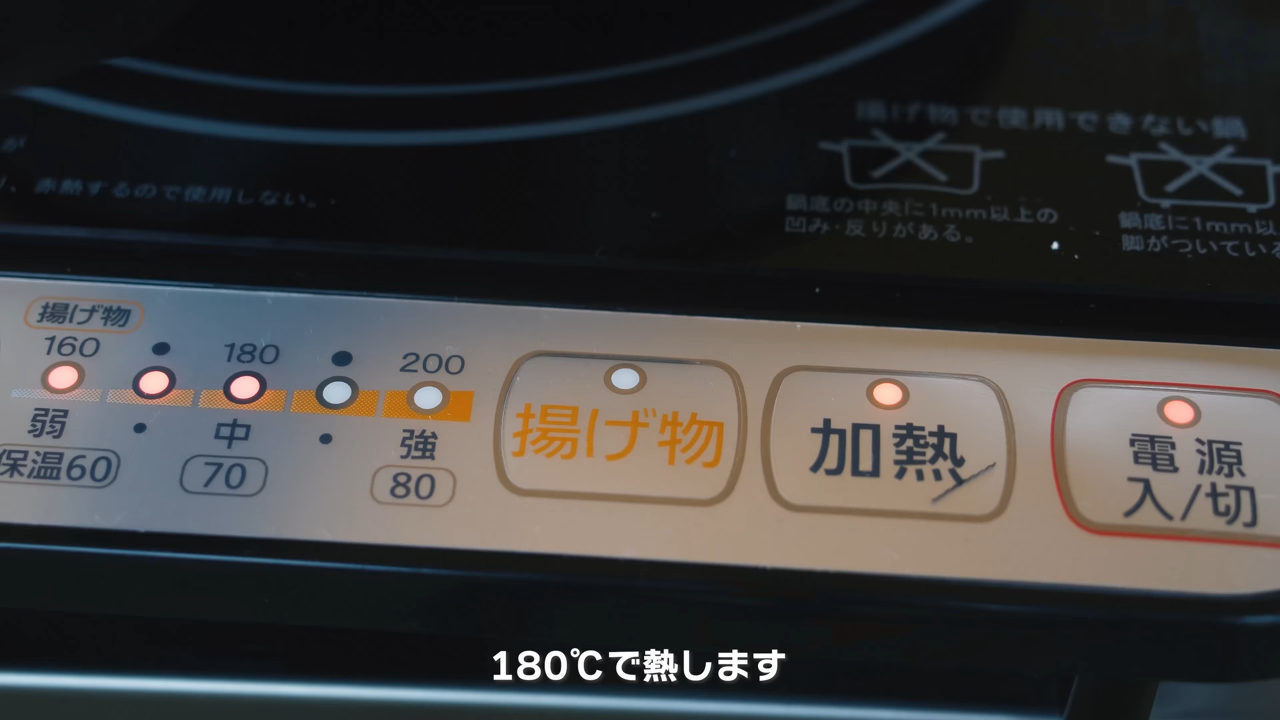 揚げ物で使用できない鍋
が
、赤熱するので使用しない。
鍋底の中央に1mm以上の
凹み・反りがある。
鍋底に1mm以
脚がついている
揚げ物
160 ● 180 ● 200
弱 ・ 中 ・ 強
保温60 70 80
揚げ物
加熱
電源
入/切
180℃で熱します